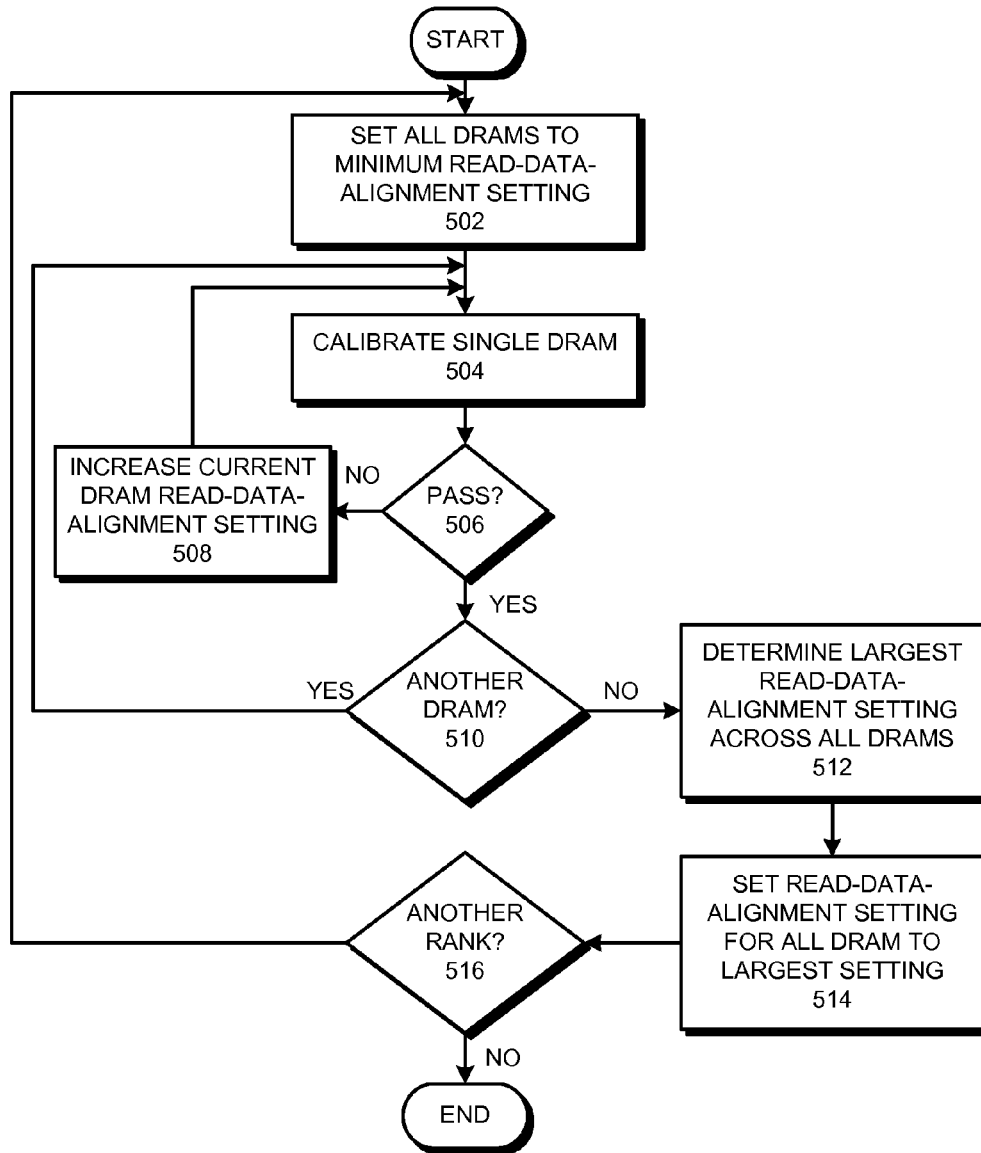 START
SET ALL DRAMS TO
MINIMUM READ-DATA-
ALIGNMENT SETTING
502
CALIBRATE SINGLE DRAM
504
INCREASE CURRENT
DRAM READ-DATA-
ALIGNMENT SETTING
508
NO
PASS?
506
YES
YES
ANOTHER
DRAM?
510
NO
DETERMINE LARGEST
READ-DATA-
ALIGNMENT SETTING
ACROSS ALL DRAMS
512
SET READ-DATA-
ALIGNMENT SETTING
FOR ALL DRAM TO
LARGEST SETTING
514
ANOTHER
RANK?
516
NO
END